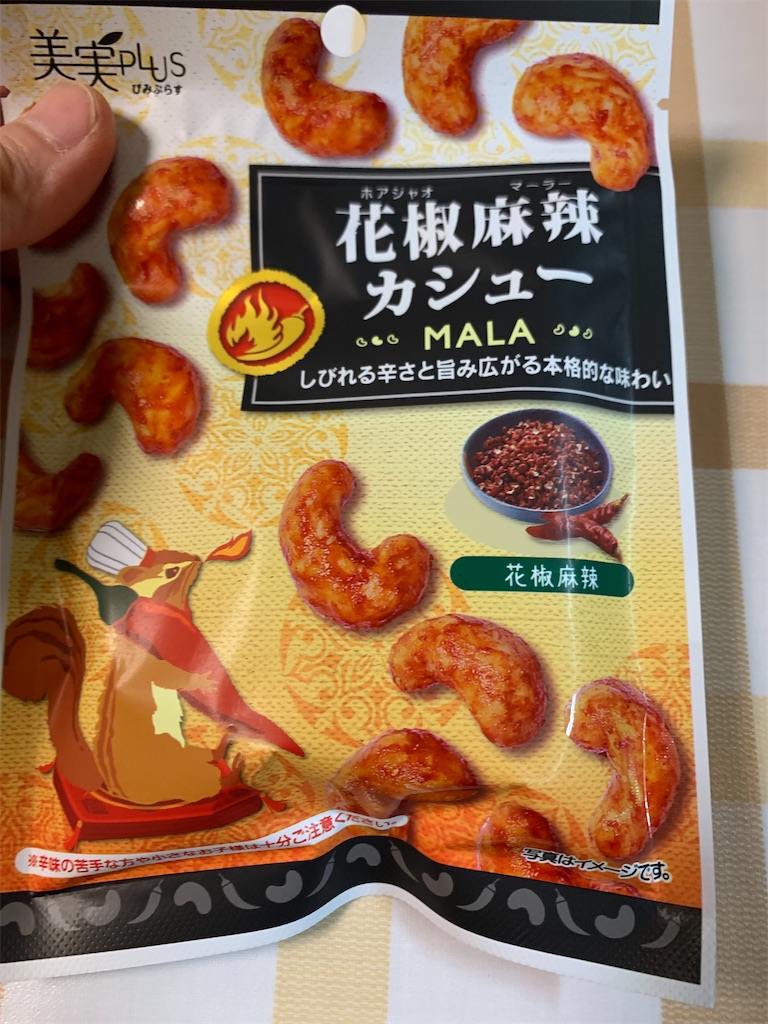 美実PLUS
びみぷらす
ホアジャオ マーラー
花椒麻辣
カシュー
MALA
しびれる辛さと旨み広がる本格的な味わい
花椒麻辣
※辛味の苦手な方や小さなお子様は十分ご注意ください。
写真はイメージです。